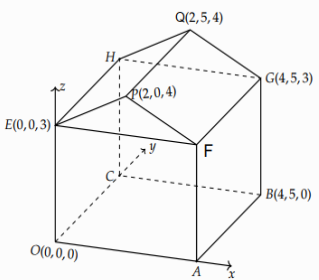 Q(2,5,4)
H
G(4,5,3)
z
P(2,0,4)
E(0,0,3)
F
y
C
B(4,5,0)
O(0,0,0)
A
x